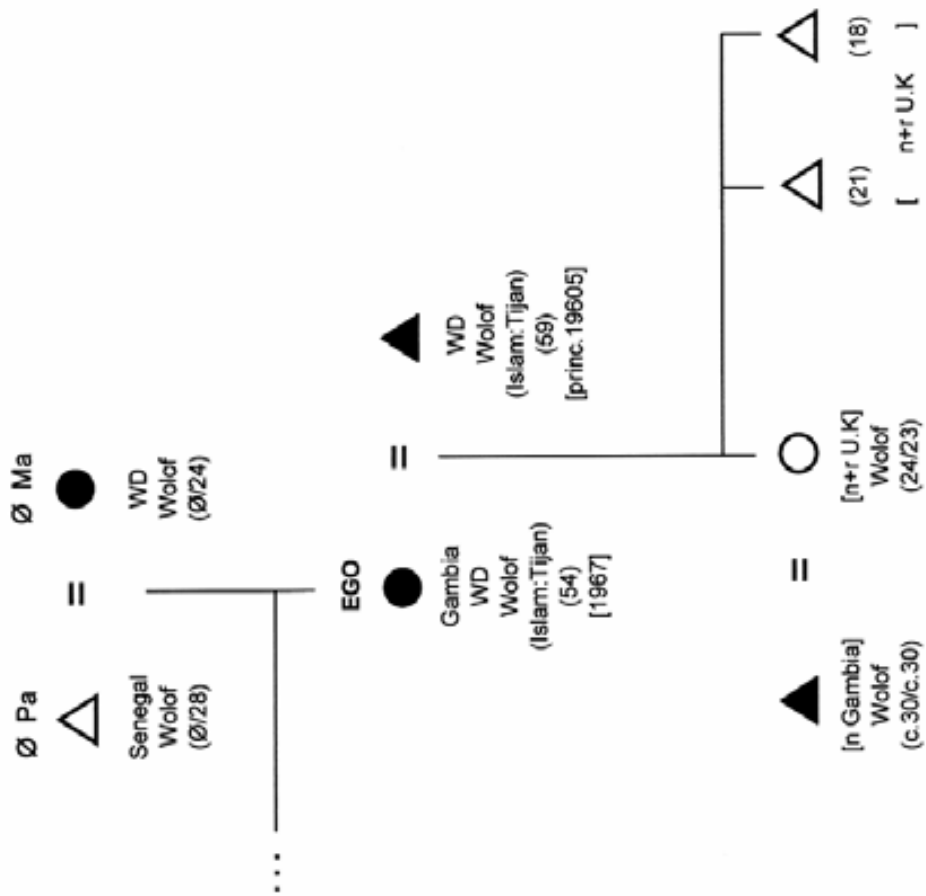 Ø Pa
Ø Ma
Senegal
Wolof
(Ø/28)
WD
Wolof
(Ø/24)
EGO
Gambia
WD
Wolof
(Islam:Tijan)
(54)
[1967]
WD
Wolof
(Islam:Tijan)
(59)
[princ.19605]
[n Gambia]
Wolof
(c.30/c.30)
[n+r U.K]
Wolof
(24/23)
(21)
(18)
[ n+r U.K ]